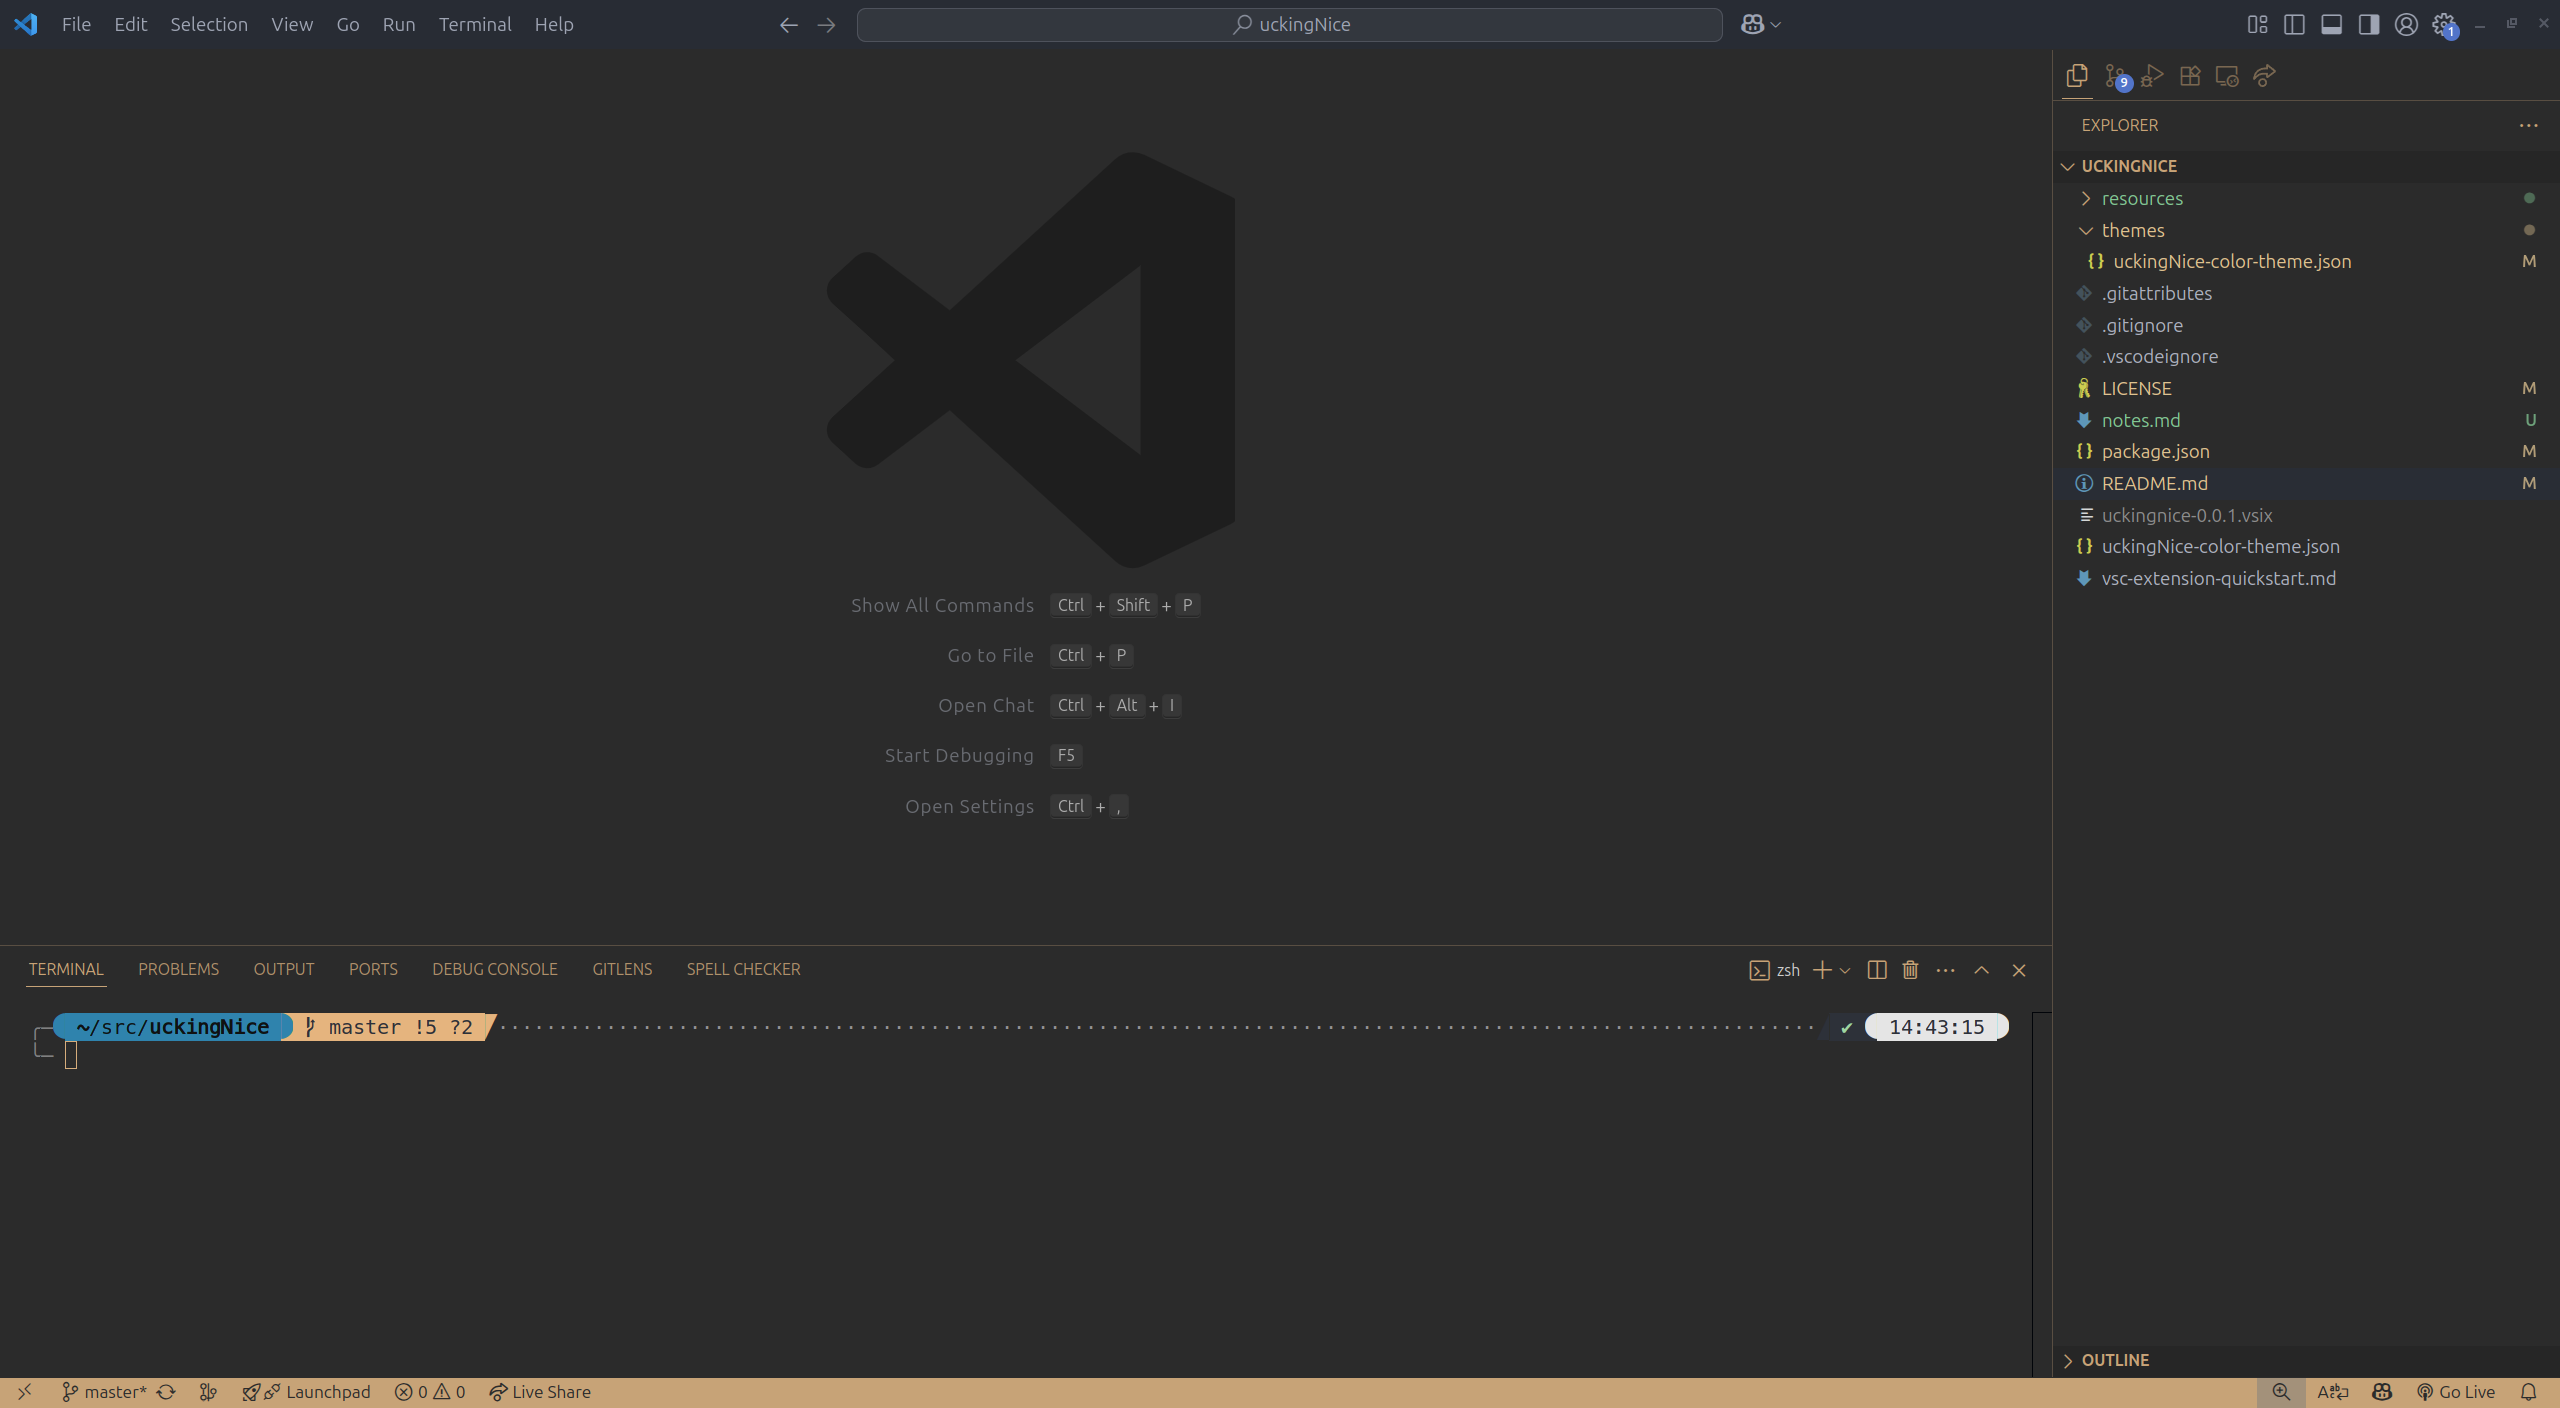 File Edit Selection View Go Run Terminal Help
uckingNice
1
9
EXPLORER
UCKINGNICE
resources
themes
uckingNice-color-theme.json M
.gitattributes
.gitignore
.vscodeignore
LICENSE M
notes.md U
package.json M
README.md M
uckingnice-0.0.1.vsix
uckingNice-color-theme.json
vsc-extension-quickstart.md
Show All Commands Ctrl + Shift + P
Go to File Ctrl + P
Open Chat Ctrl + Alt + I
Start Debugging F5
Open Settings Ctrl + ,
TERMINAL PROBLEMS OUTPUT PORTS DEBUG CONSOLE GITLENS SPELL CHECKER
zsh
~/src/uckingNice master !5 ?2 ✔ 14:43:15
OUTLINE
master* Launchpad 0 0 Live Share
Go Live